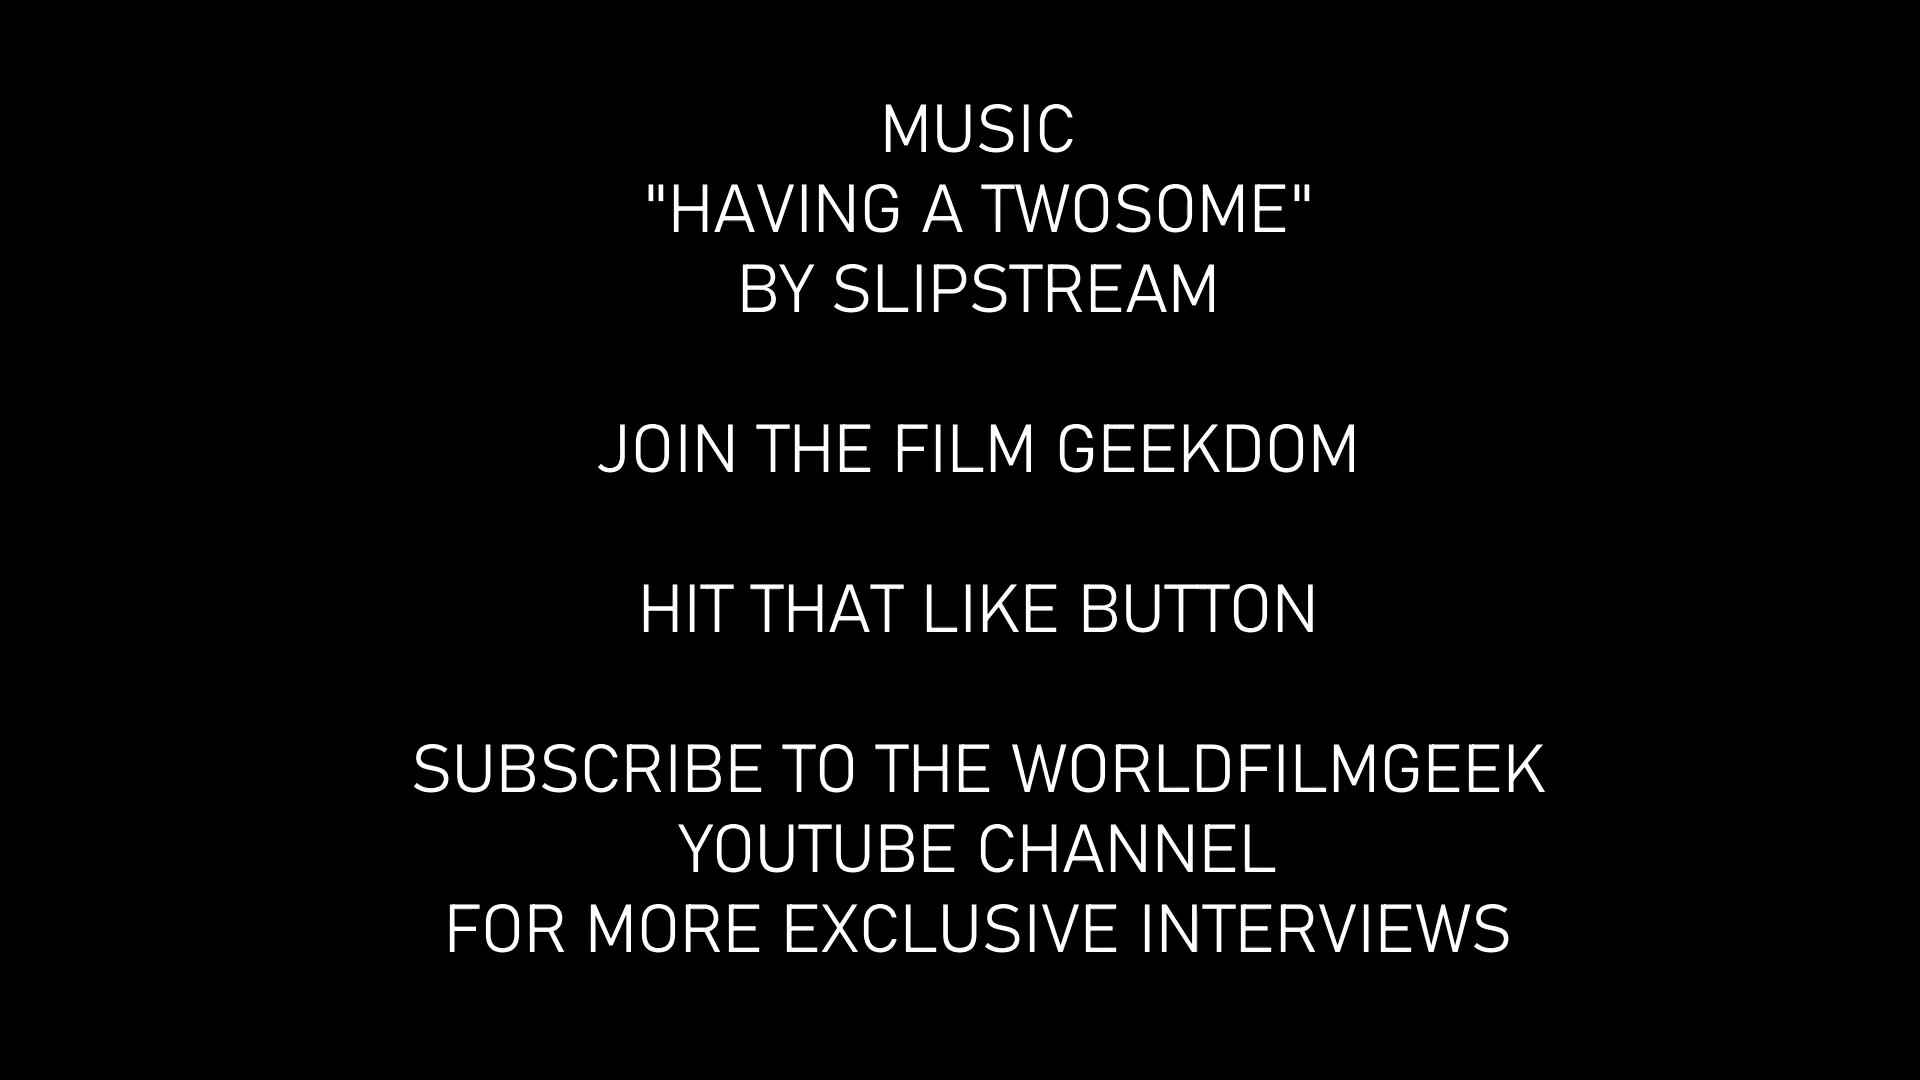 MUSIC
"HAVING A TWOSOME"
BY SLIPSTREAM
JOIN THE FILM GEEKDOM
HIT THAT LIKE BUTTON
SUBSCRIBE TO THE WORLDFILMGEEK
YOUTUBE CHANNEL
FOR MORE EXCLUSIVE INTERVIEWS